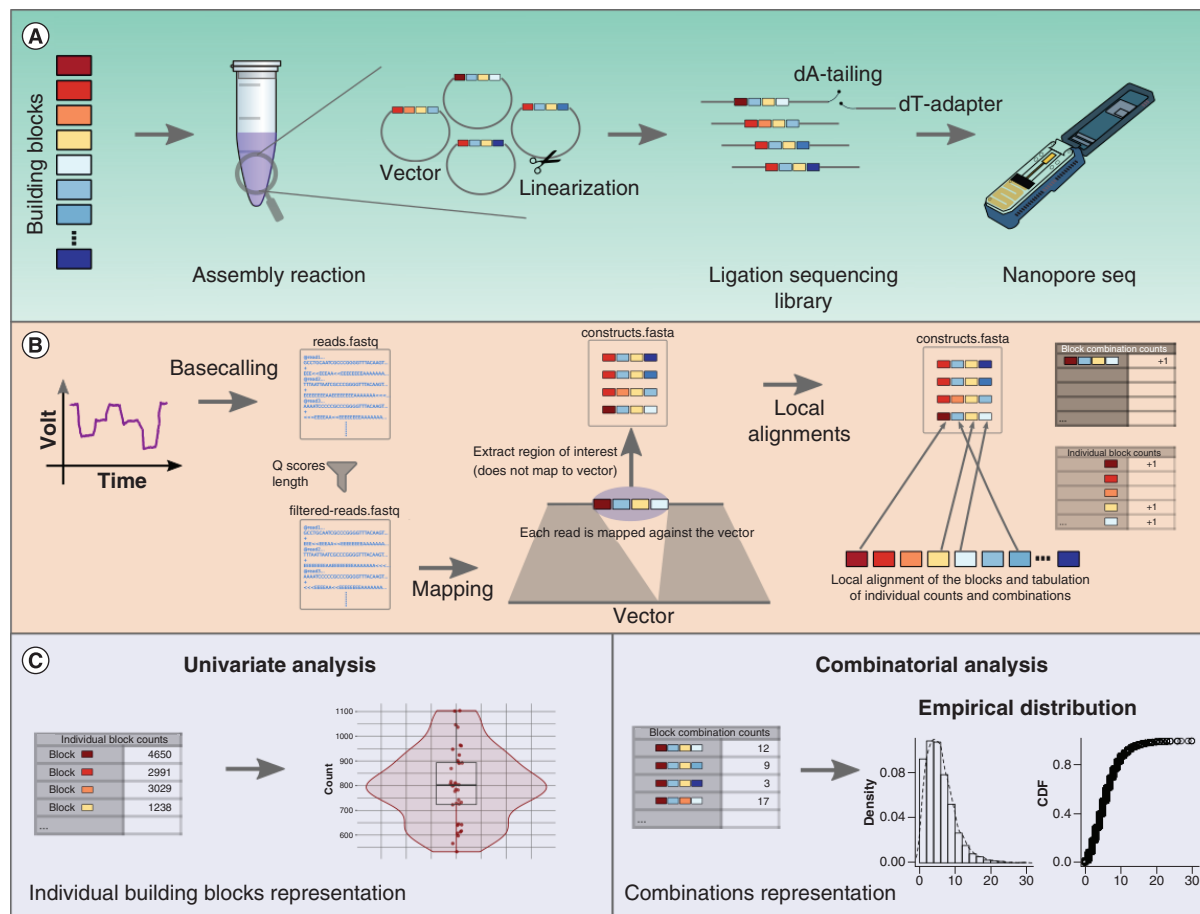 A
Building blocks
Assembly reaction
Vector
Linearization
dA-tailing
dT-adapter
Ligation sequencing
library
Nanopore seq
B
Volt
Time
Basecalling
reads.fastq
Q scores
length
filtered-reads.fastq
Mapping
constructs.fasta
Extract region of interest
(does not map to vector)
Each read is mapped against the vector
Vector
Local
alignments
constructs.fasta
Block combination counts
+1
...
Individual block counts
+1
+1
... +1
Local alignment of the blocks and tabulation
of individual counts and combinations
C
Univariate analysis
Individual block counts
Block 4650
Block 2991
Block 3029
Block 1238
...
Count
1100
1000
900
800
700
600
Individual building blocks representation
Combinatorial analysis
Empirical distribution
Block combination counts
12
9
3
17
...
Density
0.08
0.04
0.00
0 10 20 30
CDF
0.8
0.4
0.0
0 10 20 30
Combinations representation